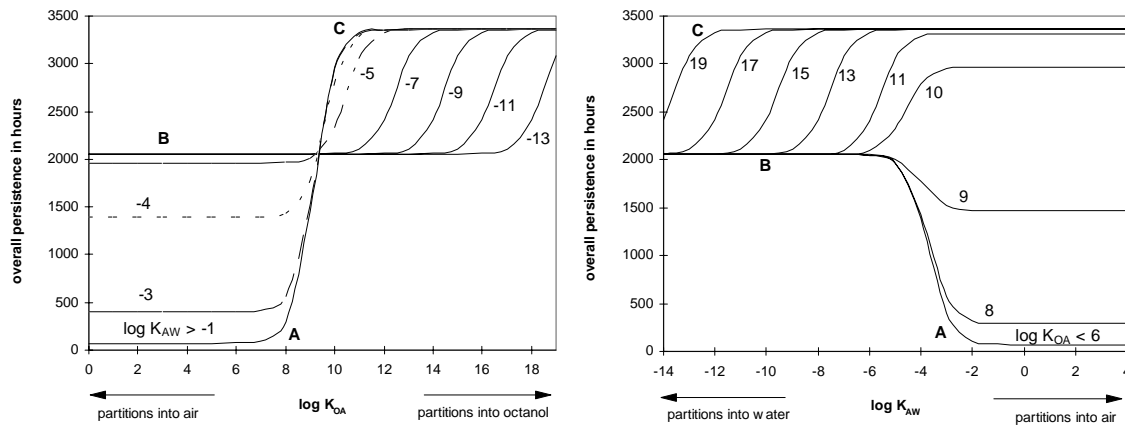 overall persistence in hours
3500
3000
2500
2000
1500
1000
500
0
C
-5
-7
-9
-11
-13
B
-4
-3
log K_AW > -1
A
0 2 4 6 8 10 12 14 16 18
partitions into air
log K_OA
partitions into octanol
overall persistence in hours
3500
3000
2500
2000
1500
1000
500
0
C
19
17
15
13
11
10
B
9
8
A
log K_OA < 6
-14 -12 -10 -8 -6 -4 -2 0 2 4
partitions into water
log K_AW
partitions into air